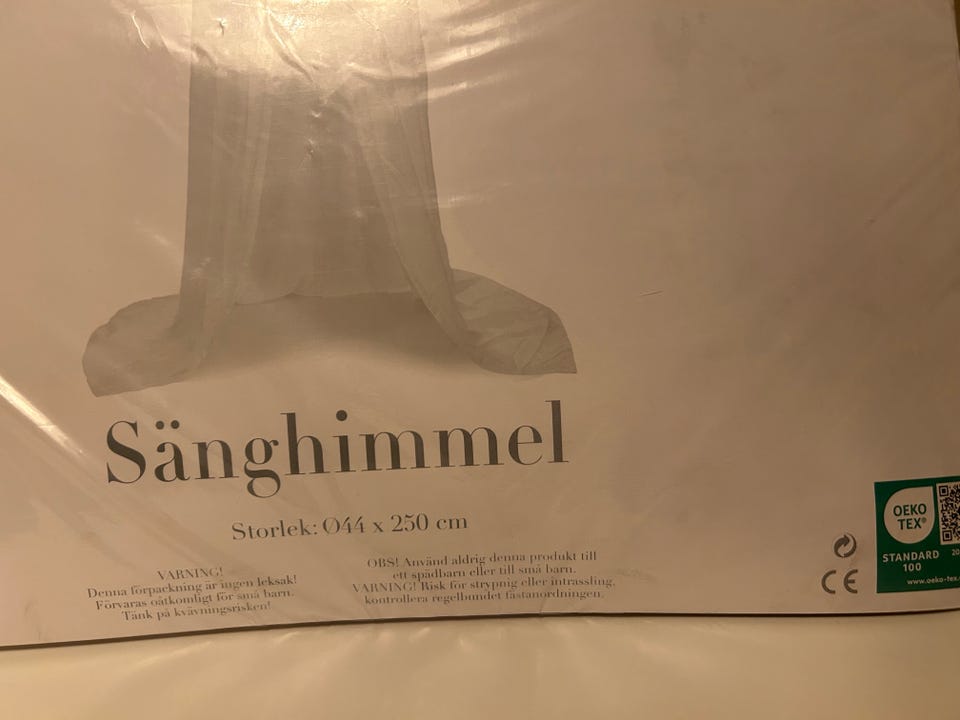 Sänghimmel
Storlek: Ø44 x 250 cm
VARNING!
Denna förpackning är ingen leksak!
Förvaras oåtkomligt för små barn.
Tänk på kvävningsrisken!
OBS! Använd aldrig denna produkt till
ett spädbarn eller till små barn.
VARNING! Risk för strypnig eller intrassling,
kontrollera regelbundet fästanordningen.
CE
OEKO
TEX®
STANDARD
100
20
www.oeko-tex.